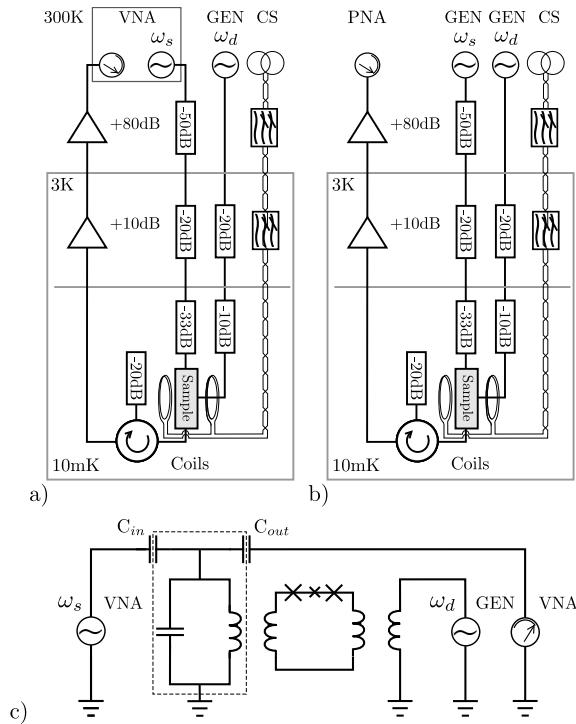 300K VNA GEN CS
ωs ωd
+80dB
-50dB
3K
+10dB
-20dB
-20dB
-33dB
-10dB
-20dB
Sample
10mK
Coils
a)
PNA GEN GEN CS
ωs ωd
+80dB
-50dB
3K
+10dB
-20dB
-20dB
-33dB
-10dB
-20dB
Sample
10mK
Coils
b)
Cin Cout
ωs VNA
ωd GEN VNA
c)